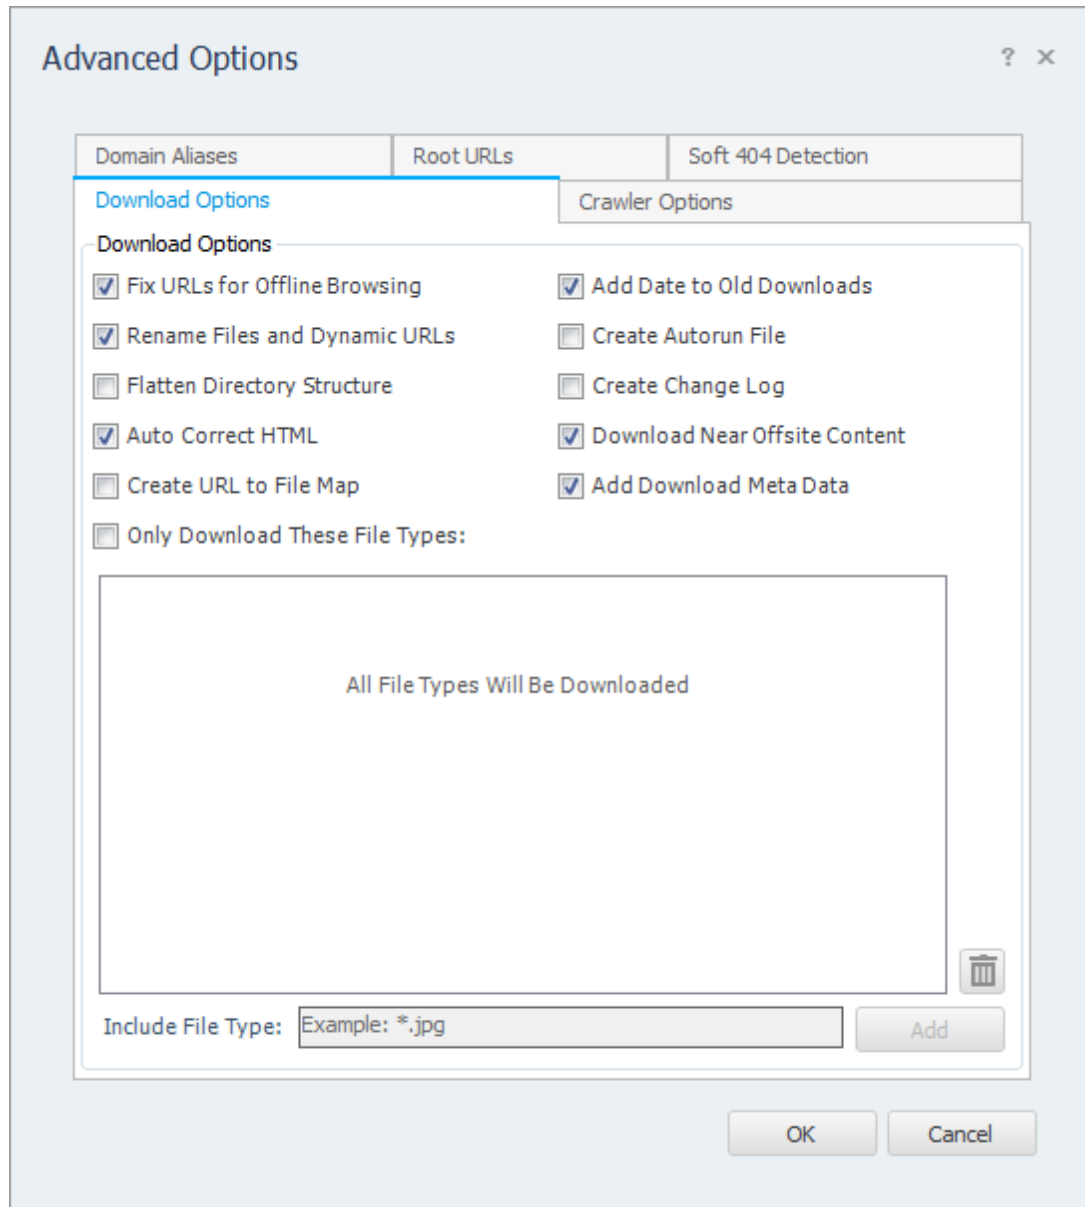 Advanced Options
? ×
Domain Aliases Root URLs Soft 404 Detection
Download Options Crawler Options
Download Options
Fix URLs for Offline Browsing Add Date to Old Downloads
Rename Files and Dynamic URLs Create Autorun File
Flatten Directory Structure Create Change Log
Auto Correct HTML Download Near Offsite Content
Create URL to File Map Add Download Meta Data
Only Download These File Types:
All File Types Will Be Downloaded
Include File Type: Example: *.jpg Add
OK Cancel